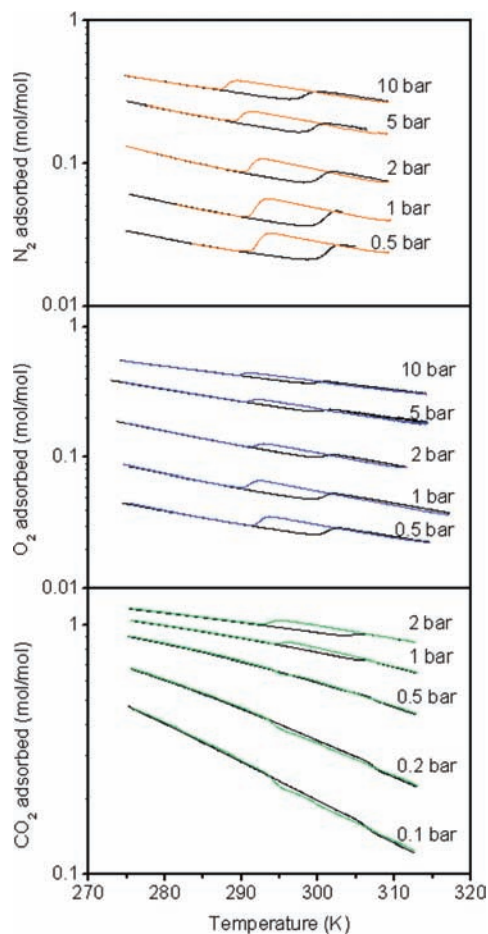 N₂ adsorbed (mol/mol)
1
0.1
0.01
10 bar
5 bar
2 bar
1 bar
0.5 bar
O₂ adsorbed (mol/mol)
1
0.1
0.01
10 bar
5 bar
2 bar
1 bar
0.5 bar
CO₂ adsorbed (mol/mol)
1
0.1
2 bar
1 bar
0.5 bar
0.2 bar
0.1 bar
270 280 290 300 310 320
Temperature (K)